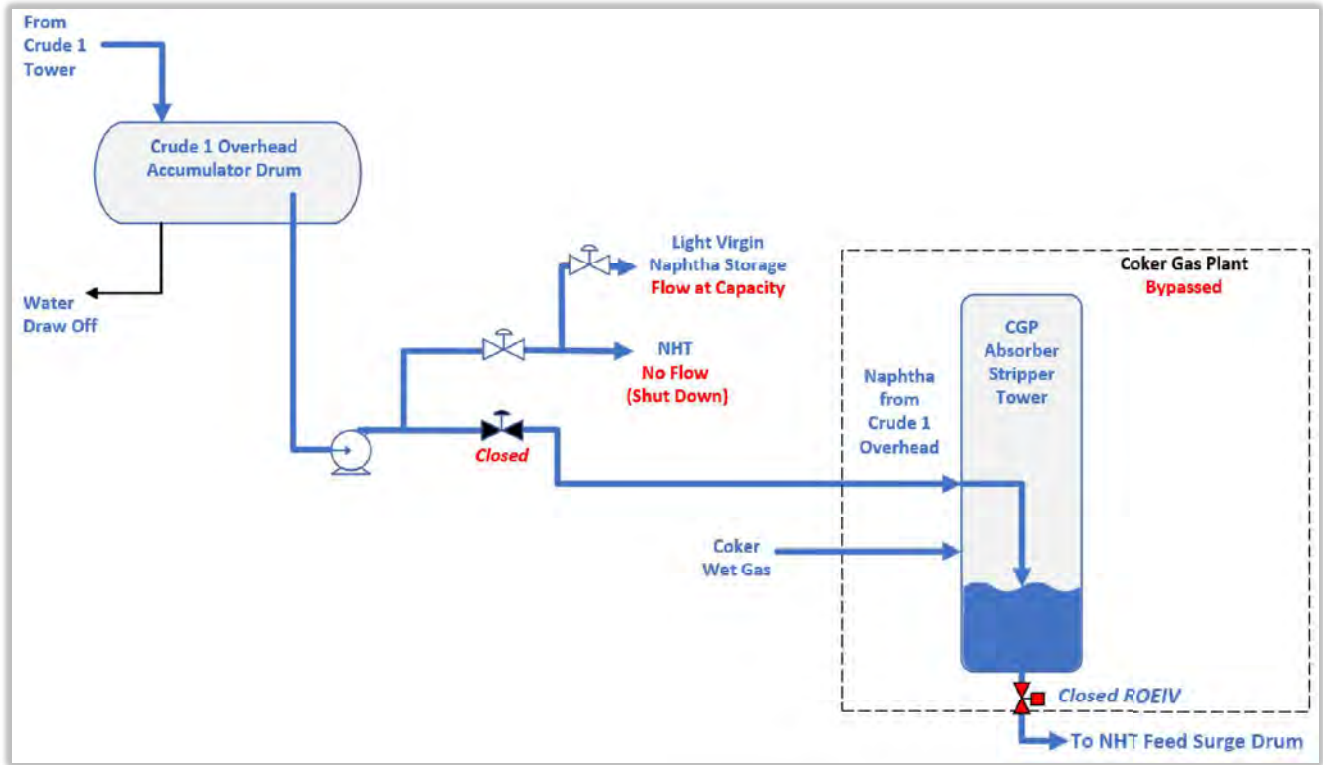 From
Crude 1
Tower
Crude 1 Overhead
Accumulator Drum
Water
Draw Off
Light Virgin
Naphtha Storage
Flow at Capacity
NHT
No Flow
(Shut Down)
Closed
Coker Gas Plant
Bypassed
CGP
Absorber
Stripper
Tower
Naphtha
from
Crude 1
Overhead
Coker
Wet Gas
Closed ROEIV
To NHT Feed Surge Drum